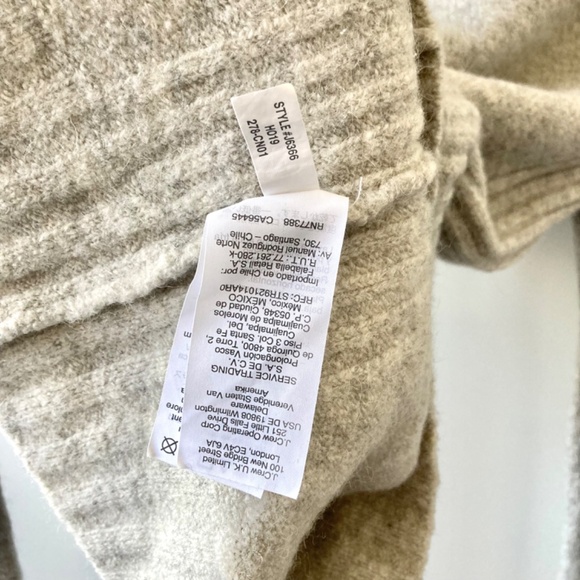 STYLE#J6366
H019
278-CN01
J.Crew U.K. Limited
100 New Bridge Street
London, EC4V 6JA
J.Crew Operating Corp
251 Little Falls Drive
USA DE 19808 Wilmington
Delaware
Verenidge Staten Van
Amerika
SERVICE TRADING
S.A. DE C.V.
Prolongación Vasco
de Quiroga 4800, Torre 2,
Piso 3 Col. Santa Fe
Cuajimalpa, Del.
Cuajimalpa de Morelos
C.P. 05348, Ciudad de
México, MÉXICO
RFC: STR921014AR0
Importado en Chile por:
Falabella Retail S.A.
R.U.T.: 77.261.280-k
Av: Manuel Rodriguez Norte
730, Santiago – Chile
RN77388 CA56445